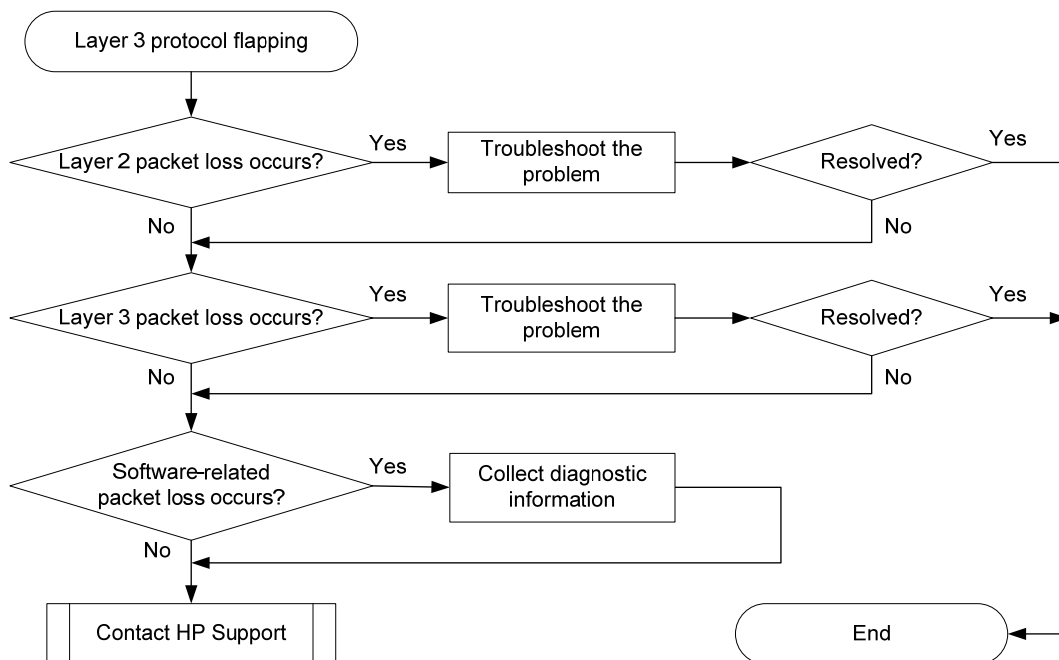 Layer 3 protocol flapping
Layer 2 packet loss occurs?
Yes
Troubleshoot the
problem
Resolved?
Yes
No
No
Layer 3 packet loss occurs?
Yes
Troubleshoot the
problem
Resolved?
Yes
No
No
Software-related
packet loss occurs?
Yes
Collect diagnostic
information
No
Contact HP Support
End